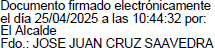 Documento firmado electrónicamente
el día 25/04/2025 a las 10:44:32 por:
El Alcalde
Fdo.: JOSE JUAN CRUZ SAAVEDRA